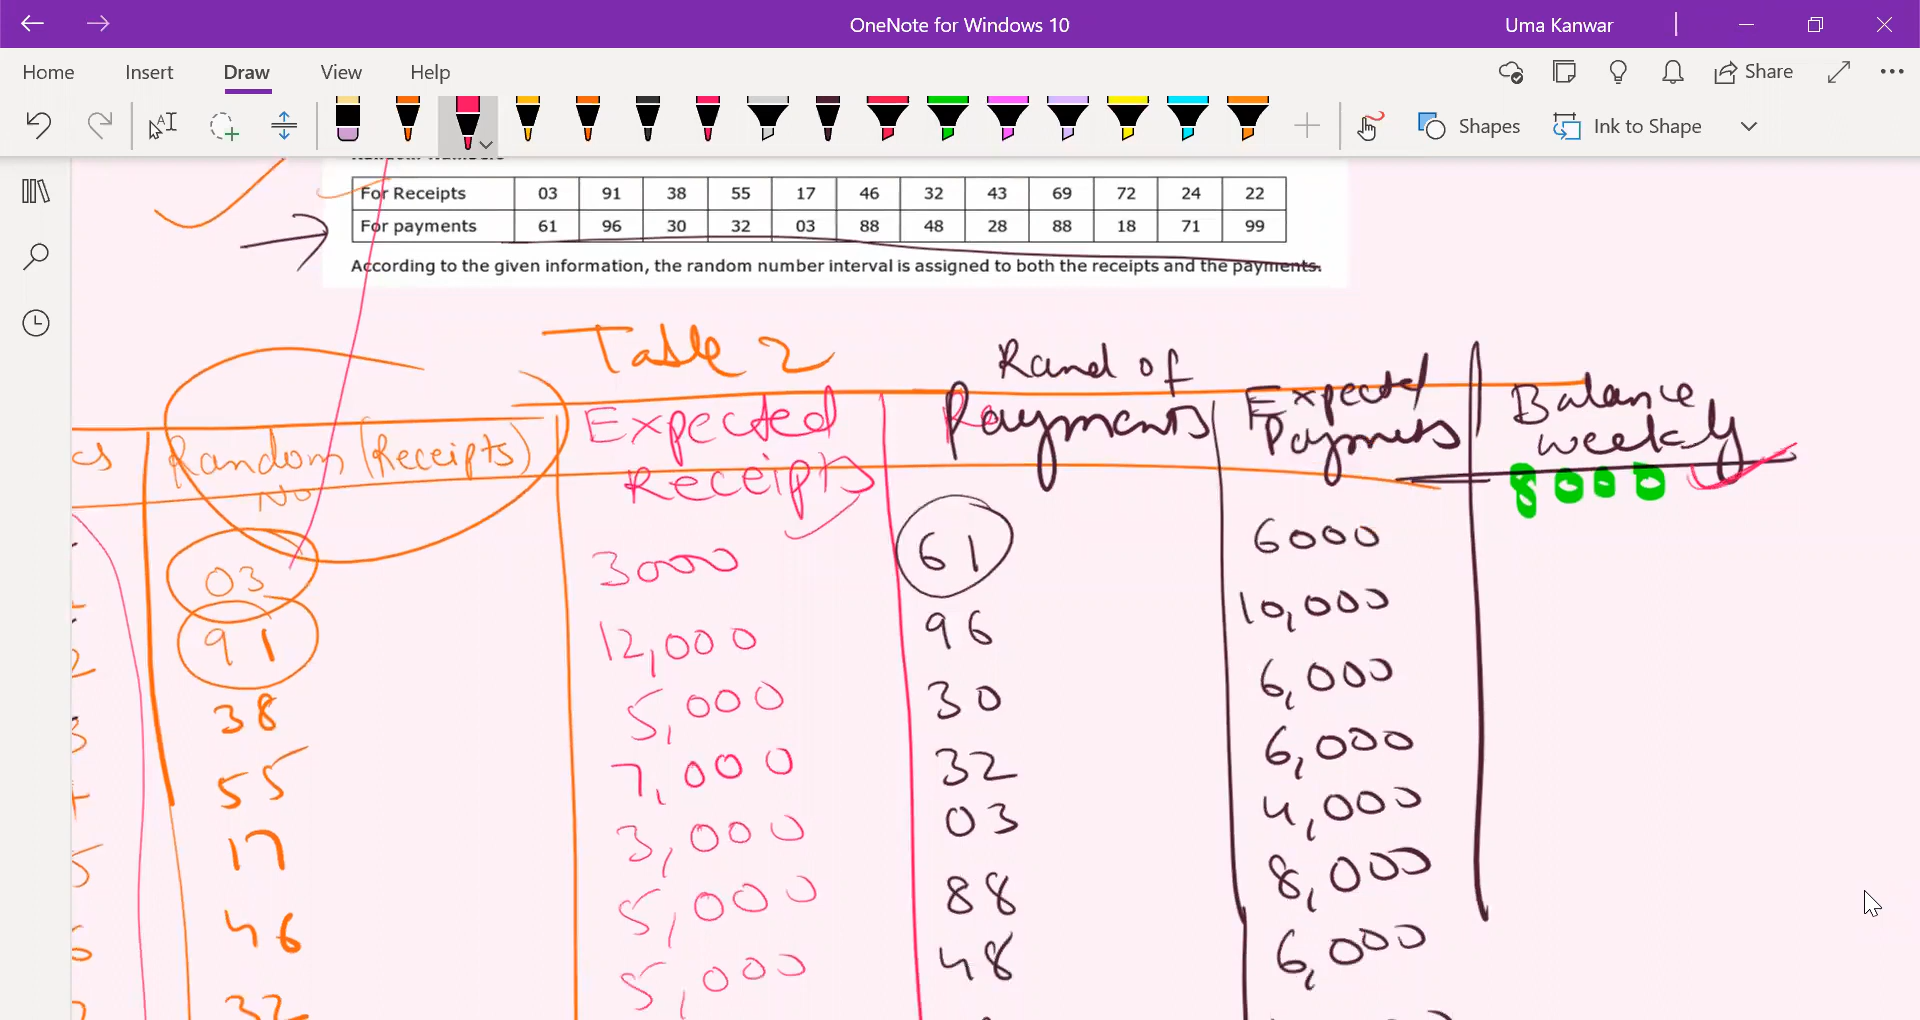 OneNote for Windows 10
Uma Kanwar
Home Insert Draw View Help
Share
Shapes
Ink to Shape
For Receipts 03 91 38 55 17 46 32 43 69 72 24 22
For payments 61 96 30 32 03 88 48 28 88 18 71 99
According to the given information, the random number interval is assigned to both the receipts and the payments.
Table 2
Random No (Receipts)
Expected Receipts
Rand of Payments
Expected Payments
Balance weekly
8000
03 3000 61 6000
91 12,000 96 10,000
38 5,000 30 6,000
55 7,000 32 6,000
17 3,000 03 4,000
46 5,000 88 8,000
32 5,000 48 6,000